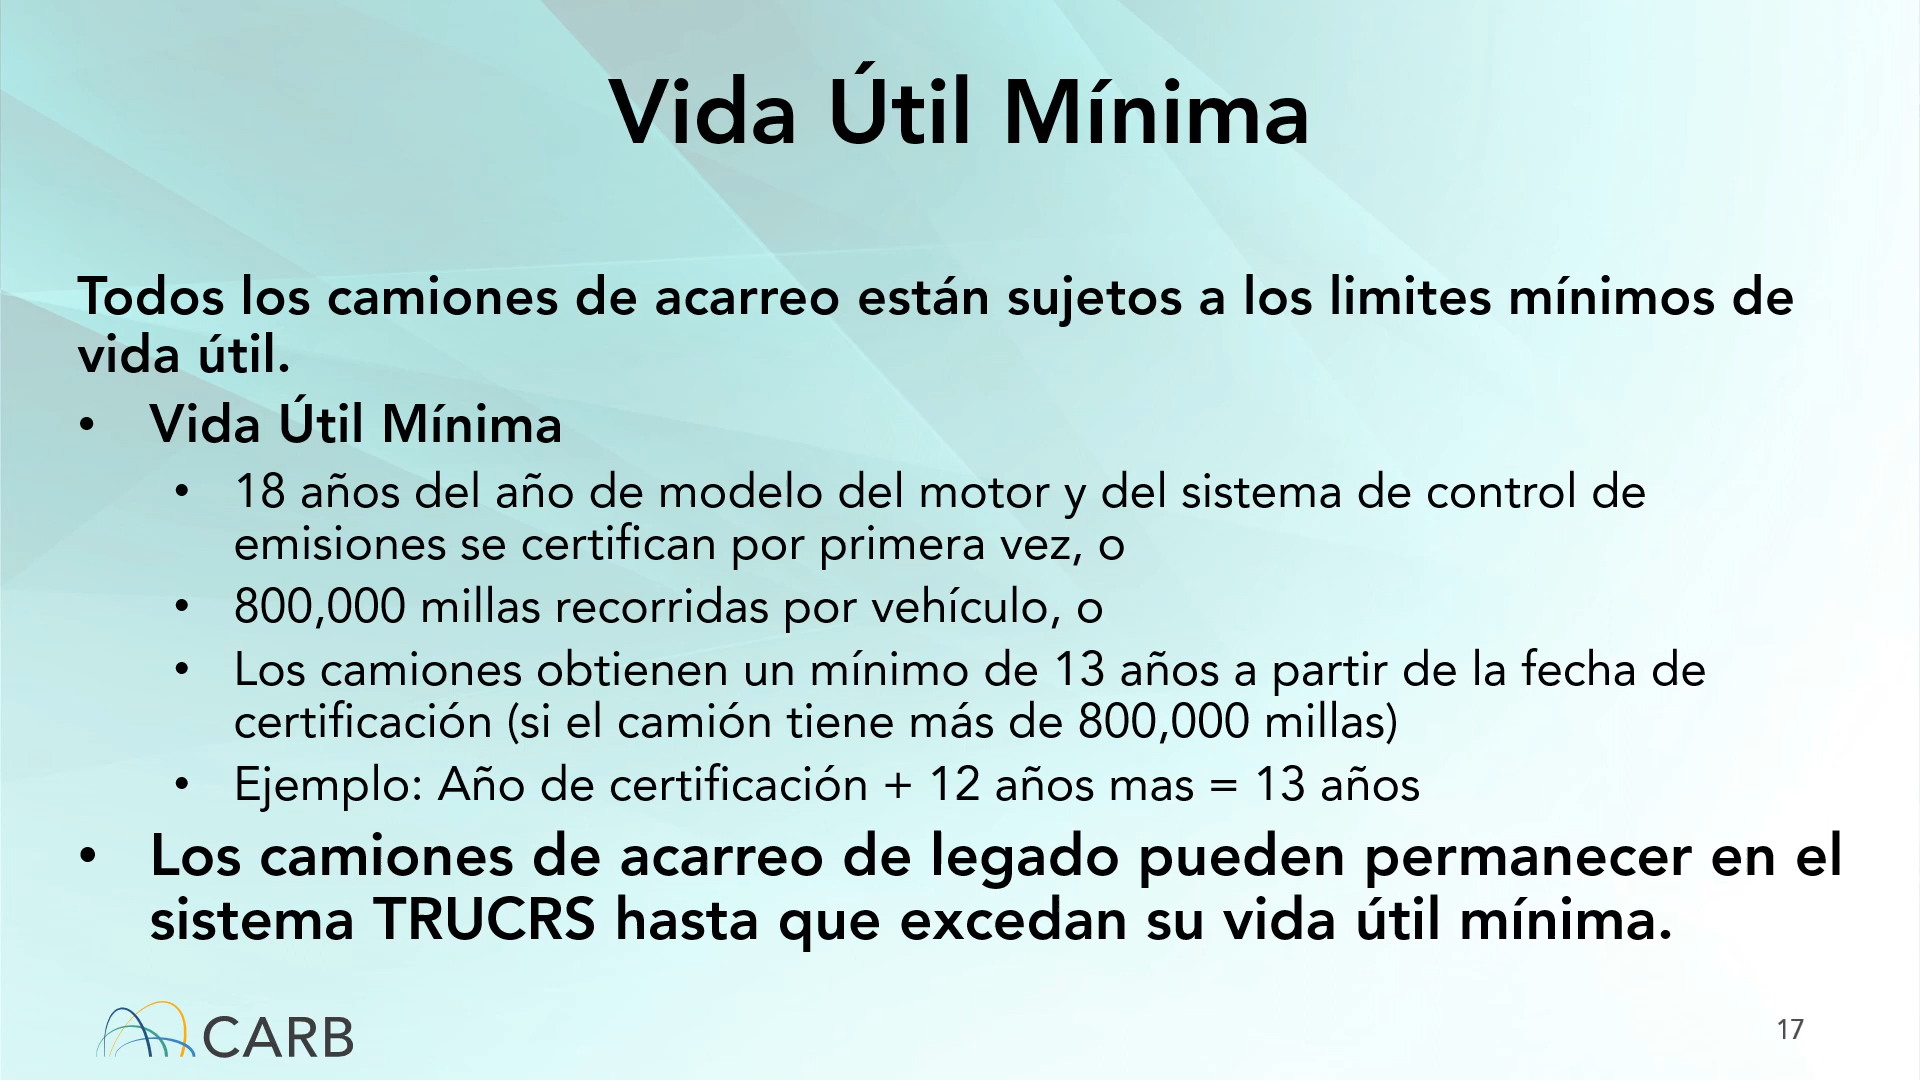 Vida Útil Mínima
Todos los camiones de acarreo están sujetos a los limites mínimos de
vida útil.
• Vida Útil Mínima
• 18 años del año de modelo del motor y del sistema de control de
emisiones se certifican por primera vez, o
• 800,000 millas recorridas por vehículo, o
• Los camiones obtienen un mínimo de 13 años a partir de la fecha de
certificación (si el camión tiene más de 800,000 millas)
• Ejemplo: Año de certificación + 12 años mas = 13 años
• Los camiones de acarreo de legado pueden permanecer en el
sistema TRUCRS hasta que excedan su vida útil mínima.
CARB
17